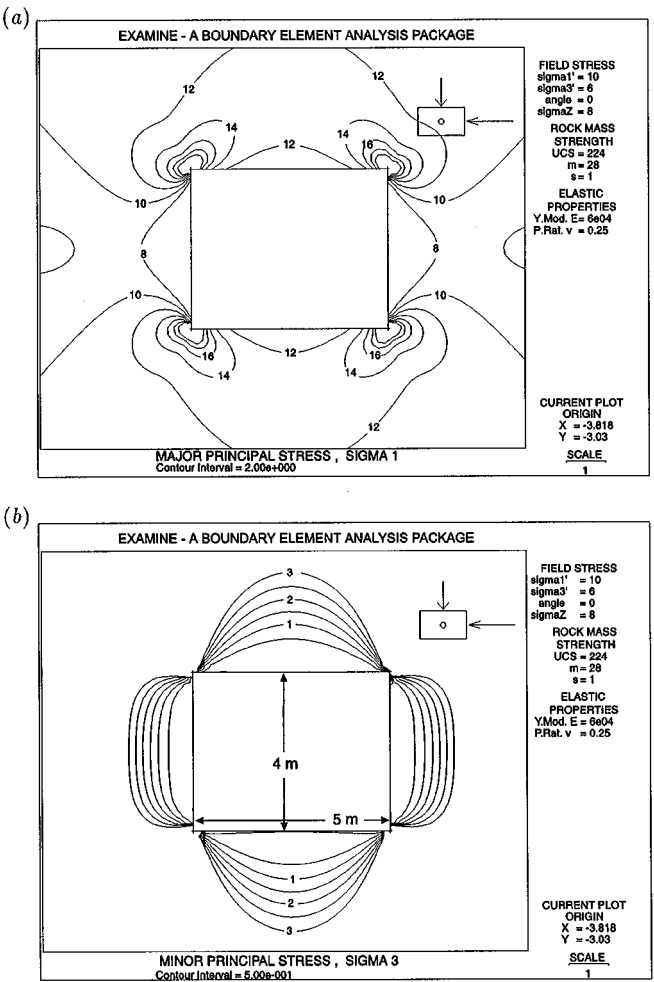 (a)
EXAMINE - A BOUNDARY ELEMENT ANALYSIS PACKAGE
12
12
14
12
14
16
10
10
8
8
10
10
16
12
16
14
14
12
FIELD STRESS
sigma1' = 10
sigma3' = 6
angle = 0
sigmaZ = 8
ROCK MASS
STRENGTH
UCS = 224
m = 28
s = 1
ELASTIC
PROPERTIES
Y.Mod. E= 6e04
P.Rat. v = 0.25
CURRENT PLOT
ORIGIN
X = -3.818
Y = -3.03
SCALE
1
MAJOR PRINCIPAL STRESS , SIGMA 1
Contour Interval = 2.00e+000
(b)
EXAMINE - A BOUNDARY ELEMENT ANALYSIS PACKAGE
3
2
1
4 m
5 m
1
2
3
FIELD STRESS
sigma1' = 10
sigma3' = 6
angle = 0
sigmaZ = 8
ROCK MASS
STRENGTH
UCS = 224
m = 28
s = 1
ELASTIC
PROPERTIES
Y.Mod. E = 6e04
P.Rat. v = 0.25
CURRENT PLOT
ORIGIN
X = -3.818
Y = -3.03
SCALE
1
MINOR PRINCIPAL STRESS , SIGMA 3
Contour Interval = 5.00e-001